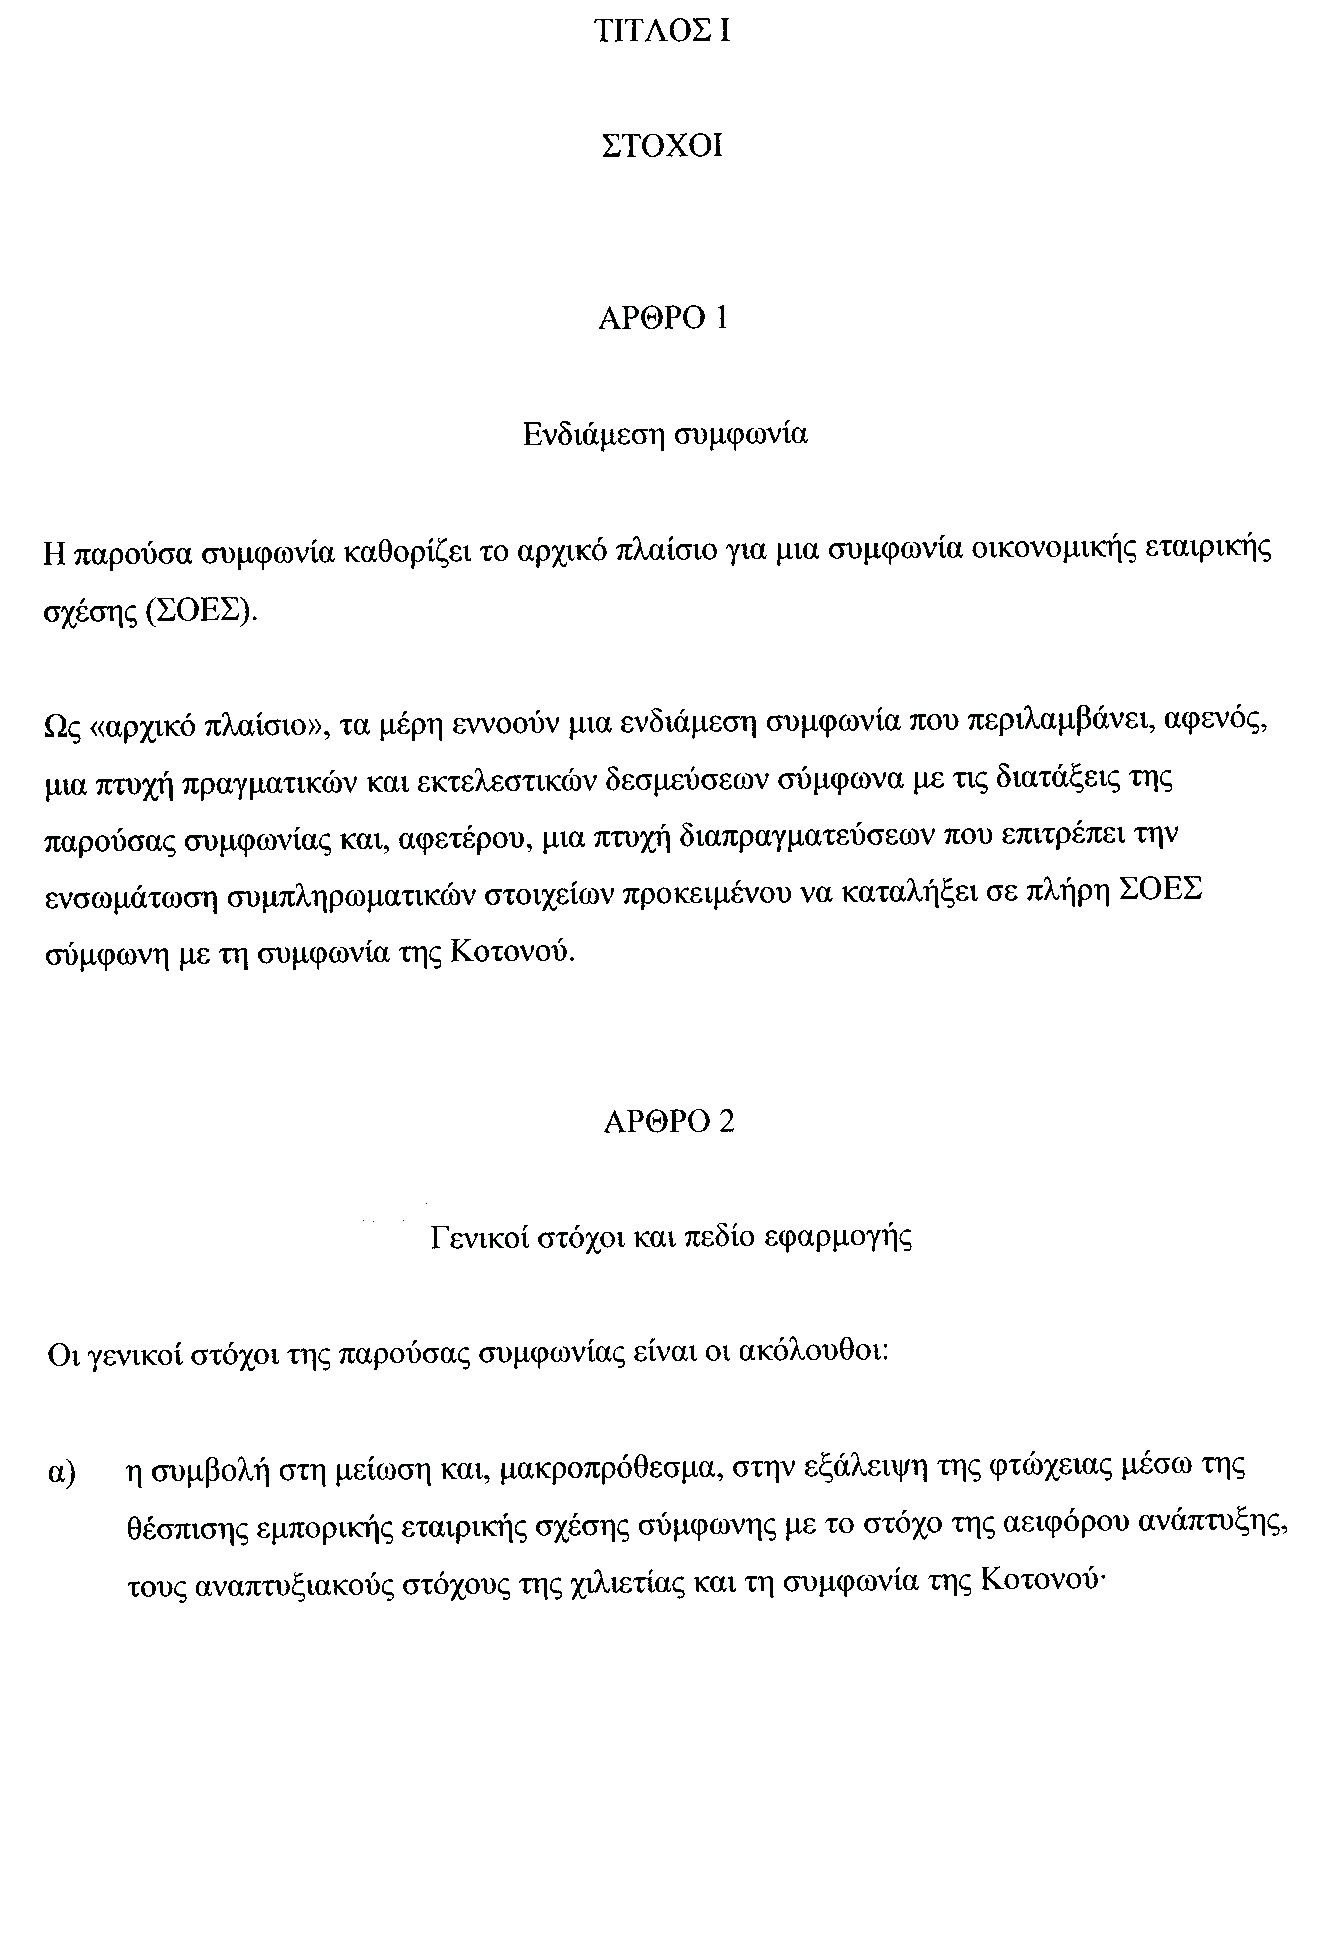 ΤΙΤΛΟΣ Ι
ΣΤΟΧΟΙ
ΑΡΘΡΟ 1
Ενδιάμεση συμφωνία
Η παρούσα συμφωνία καθορίζει το αρχικό πλαίσιο για μια συμφωνία οικονομικής εταιρικής
σχέσης (ΣΟΕΣ).
Ως «αρχικό πλαίσιο», τα μέρη εννοούν μια ενδιάμεση συμφωνία που περιλαμβάνει, αφενός,
μια πτυχή πραγματικών και εκτελεστικών δεσμεύσεων σύμφωνα με τις διατάξεις της
παρούσας συμφωνίας και, αφετέρου, μια πτυχή διαπραγματεύσεων που επιτρέπει την
ενσωμάτωση συμπληρωματικών στοιχείων προκειμένου να καταλήξει σε πλήρη ΣΟΕΣ
σύμφωνη με τη συμφωνία της Κοτονού.
ΑΡΘΡΟ 2
Γενικοί στόχοι και πεδίο εφαρμογής
Οι γενικοί στόχοι της παρούσας συμφωνίας είναι οι ακόλουθοι:
α) η συμβολή στη μείωση και, μακροπρόθεσμα, στην εξάλειψη της φτώχειας μέσω της
θέσπισης εμπορικής εταιρικής σχέσης σύμφωνης με το στόχο της αειφόρου ανάπτυξης,
τους αναπτυξιακούς στόχους της χιλιετίας και τη συμφωνία της Κοτονού·